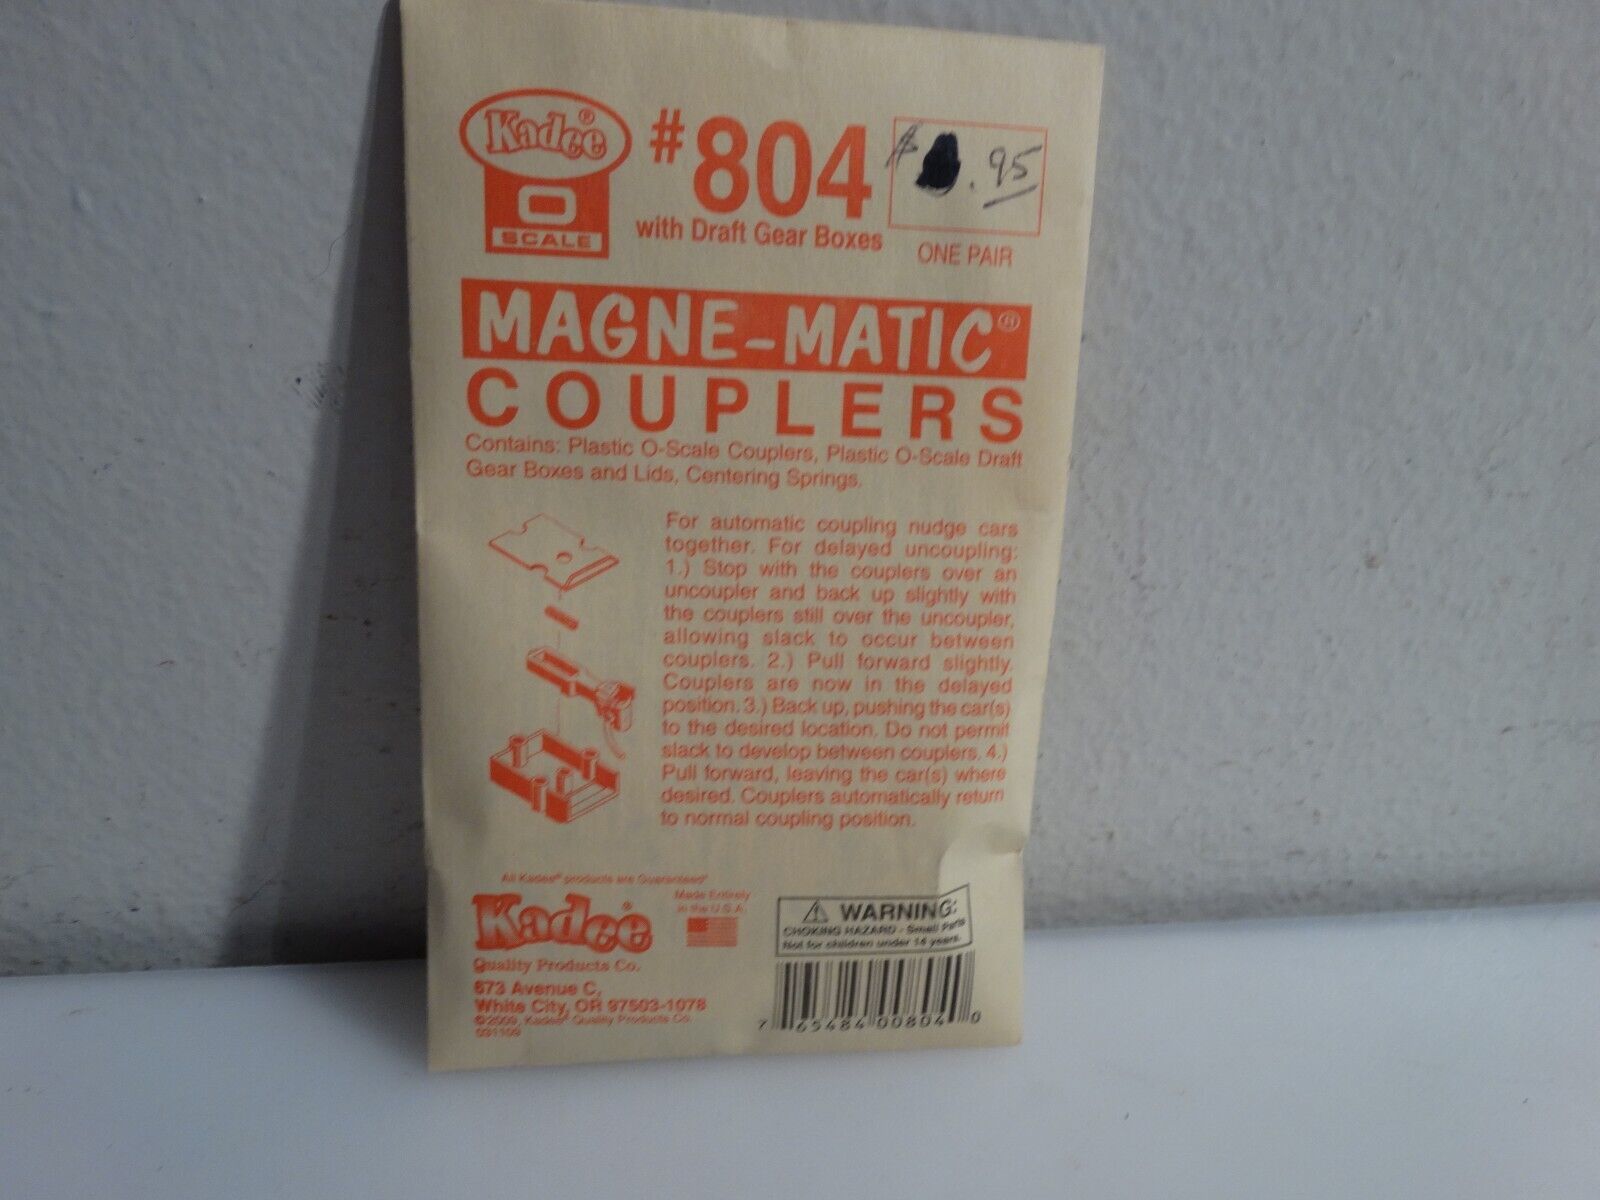 Kadee®
O
SCALE
#804
with Draft Gear Boxes
$ .95
ONE PAIR
MAGNE-MATIC®
COUPLERS
Contains: Plastic O-Scale Couplers, Plastic O-Scale Draft
Gear Boxes and Lids, Centering Springs.
For automatic coupling nudge cars
together. For delayed uncoupling:
1.) Stop with the couplers over an
uncoupler and back up slightly with
the couplers still over the uncoupler,
allowing slack to occur between
couplers. 2.) Pull forward slightly.
Couplers are now in the delayed
position. 3.) Back up, pushing the car(s)
to the desired location. Do not permit
slack to develop between couplers. 4.)
Pull forward, leaving the car(s) where
desired. Couplers automatically return
to normal coupling position.
All Kadee® products are Guaranteed"
Kadee®
Quality Products Co.
673 Avenue C,
White City, OR 97503-1078
©2009, Kadee® Quality Products Co.
091109
Made Entirely
in the U.S.A.
WARNING:
CHOKING HAZARD - Small Parts
Not for children under 14 years.
7 65484 00804 0